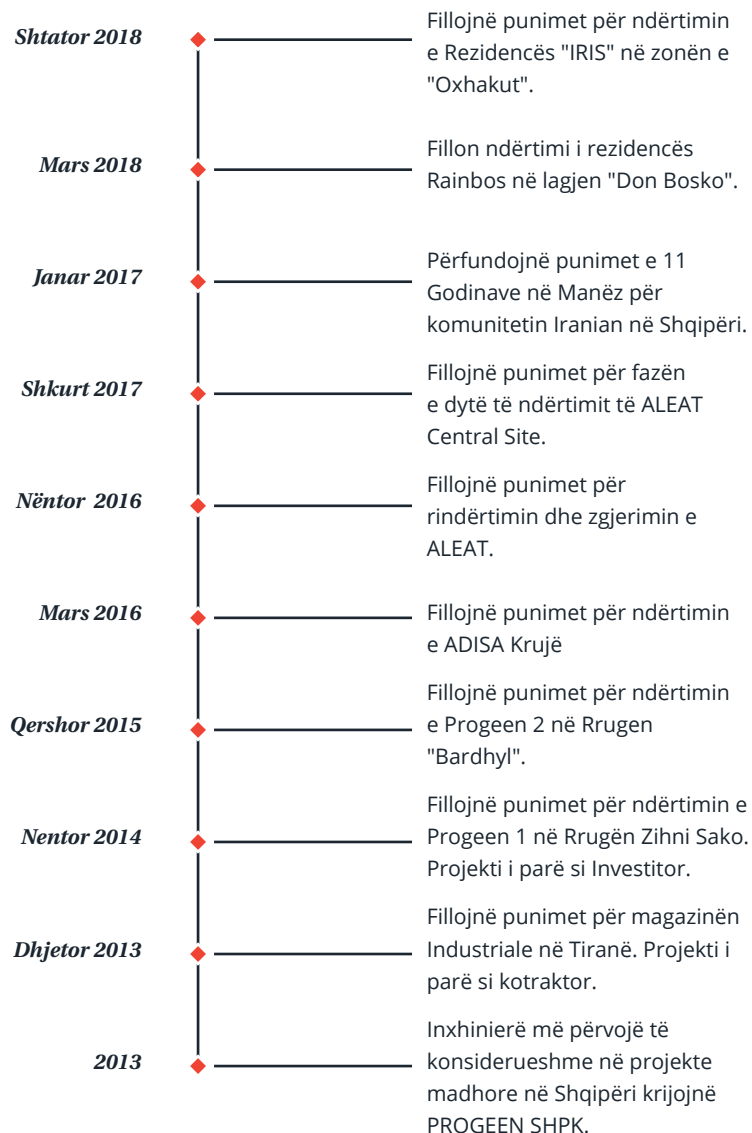 Shtator 2018
Fillojnë punimet për ndërtimin
e Rezidencës "IRIS" në zonën e
"Oxhakut".
Mars 2018
Fillon ndërtimi i rezidencës
Rainbos në lagjen "Don Bosko".
Janar 2017
Përfundojnë punimet e 11
Godinave në Manëz për
komunitetin Iranian në Shqipëri.
Shkurt 2017
Fillojnë punimet për fazën
e dytë të ndërtimit të ALEAT
Central Site.
Nëntor 2016
Fillojnë punimet për
rindërtimin dhe zgjerimin e
ALEAT.
Mars 2016
Fillojnë punimet për ndërtimin
e ADISA Krujë
Qershor 2015
Fillojnë punimet për ndërtimin
e Progeen 2 në Rrugen
"Bardhyl".
Nentor 2014
Fillojnë punimet për ndërtimin e
Progeen 1 në Rrugën Zihni Sako.
Projekti i parë si Investitor.
Dhjetor 2013
Fillojnë punimet për magazinën
Industriale në Tiranë. Projekti i
parë si kotraktor.
2013
Inxhinierë më përvojë të
konsiderueshme në projekte
madhore në Shqipëri krijojnë
PROGEEN SHPK.